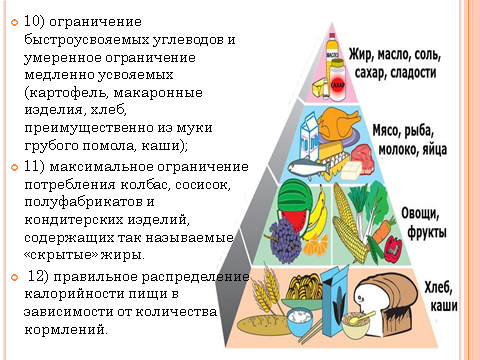 10) ограничение
быстроусвояемых углеводов и
умеренное ограничение
медленно усвояемых
(картофель, макаронные
изделия, хлеб,
преимущественно из муки
грубого помола, каши);
11) максимальное ограничение
потребления колбас, сосисок,
полуфабрикатов и
кондитерских изделий,
содержащих так называемые
«скрытые» жиры.
12) правильное распределение
калорийности пищи в
зависимости от количества
кормлений.
Жир, масло, соль,
сахар, сладости
МАСЛО
САХАР
Мясо, рыба,
молоко, яйца
Овощи,
фрукты
Хлеб,
каши